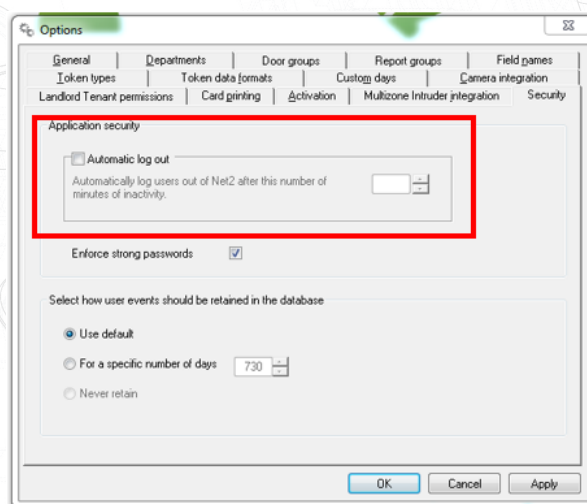 Options
General Departments Door groups Report groups Field names
Token types Token data formats Custom days Camera integration
Landlord Tenant permissions Card printing Activation Multizone Intruder integration Security
Application security
Automatic log out
Automatically log users out of Net2 after this number of
minutes of inactivity.
Enforce strong passwords
Select how user events should be retained in the database
Use default
For a specific number of days 730
Never retain
OK Cancel Apply